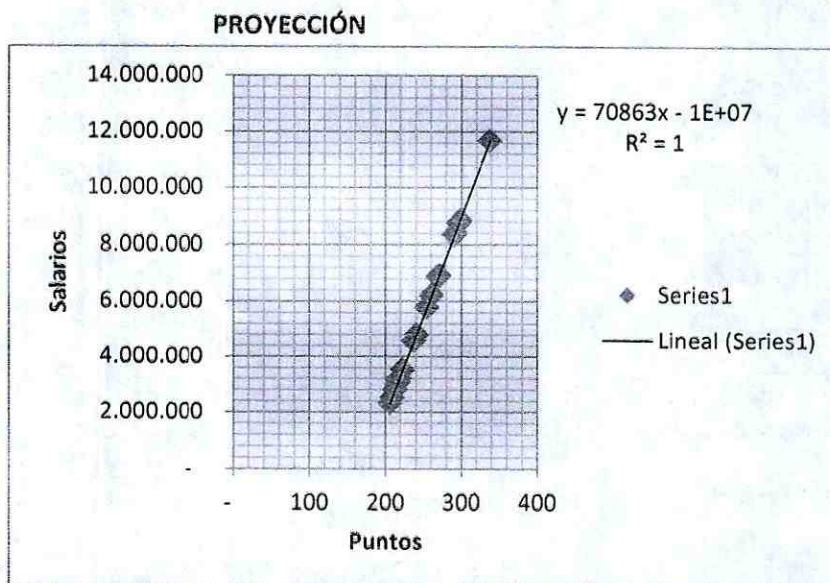 PROYECCIÓN
14.000.000
12.000.000
10.000.000
8.000.000
6.000.000
4.000.000
2.000.000
-
Salarios
- 100 200 300 400
Puntos
y = 70863x - 1E+07
R² = 1
Series1
Lineal (Series1)